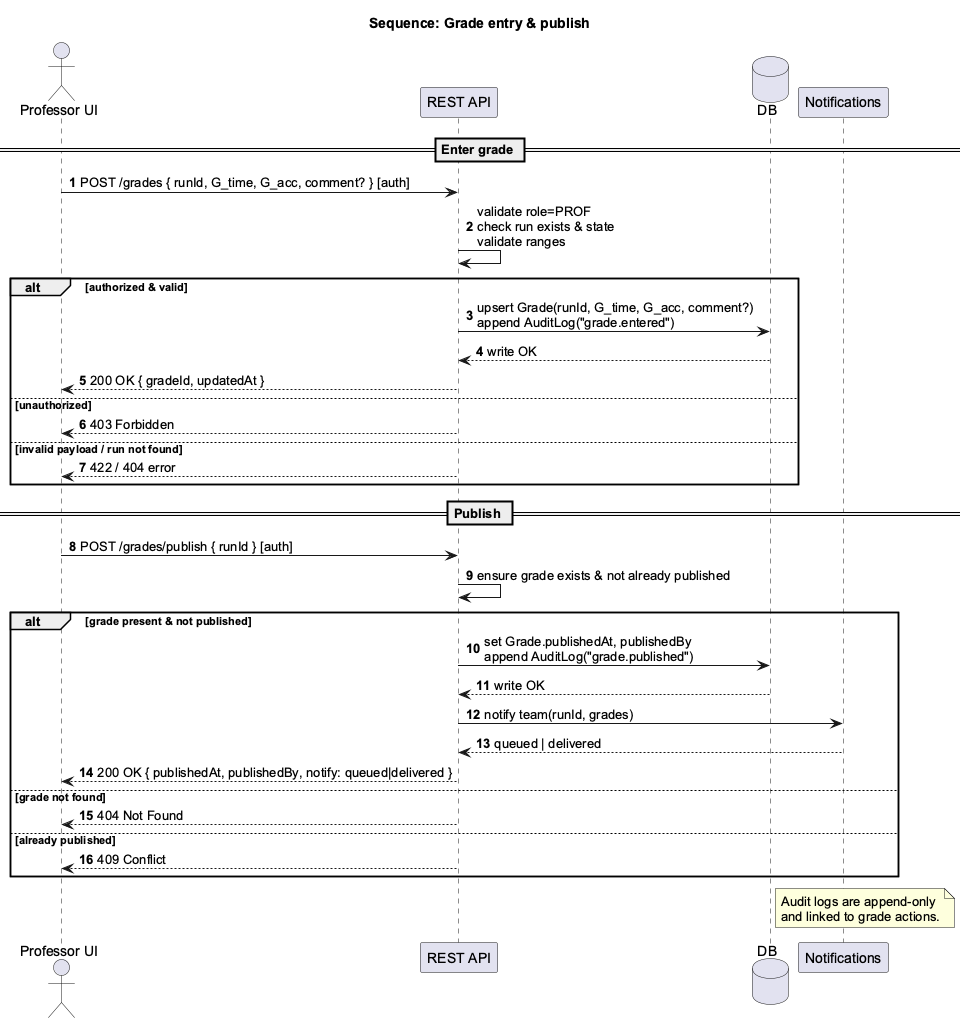 Sequence: Grade entry & publish
Professor UI
REST API
DB
Notifications
Enter grade
1 POST /grades { runId, G_time, G_acc, comment? } [auth]
validate role=PROF
2 check run exists & state
validate ranges
alt [authorized & valid]
upsert Grade(runId, G_time, G_acc, comment?)
3 append AuditLog("grade.entered")
4 write OK
5 200 OK { gradeId, updatedAt }
[unauthorized]
6 403 Forbidden
[invalid payload / run not found]
7 422 / 404 error
Publish
8 POST /grades/publish { runId } [auth]
9 ensure grade exists & not already published
alt [grade present & not published]
set Grade.publishedAt, publishedBy
10 append AuditLog("grade.published")
11 write OK
12 notify team(runId, grades)
13 queued | delivered
14 200 OK { publishedAt, publishedBy, notify: queued|delivered }
[grade not found]
15 404 Not Found
[already published]
16 409 Conflict
Audit logs are append-only
and linked to grade actions.
Professor UI
REST API
DB
Notifications